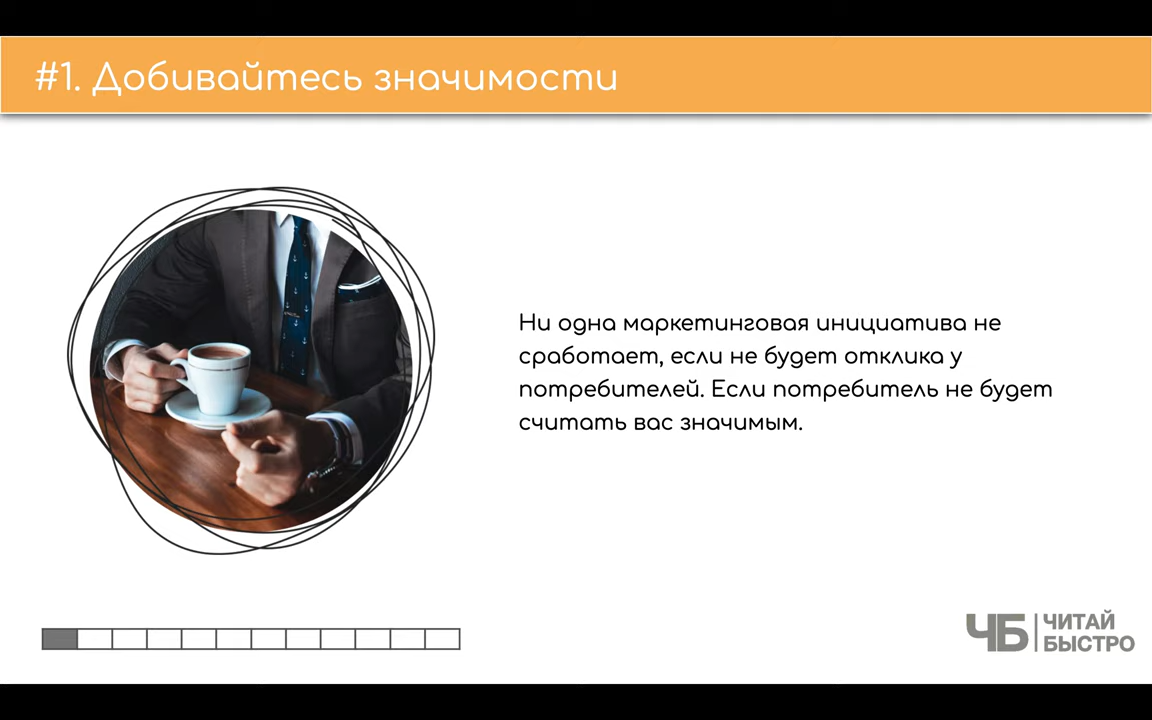 #1. Добивайтесь значимости
Ни одна маркетинговая инициатива не
сработает, если не будет отклика у
потребителей. Если потребитель не будет
считать вас значимым.
ЧБ
ЧИТАЙ
БЫСТРО